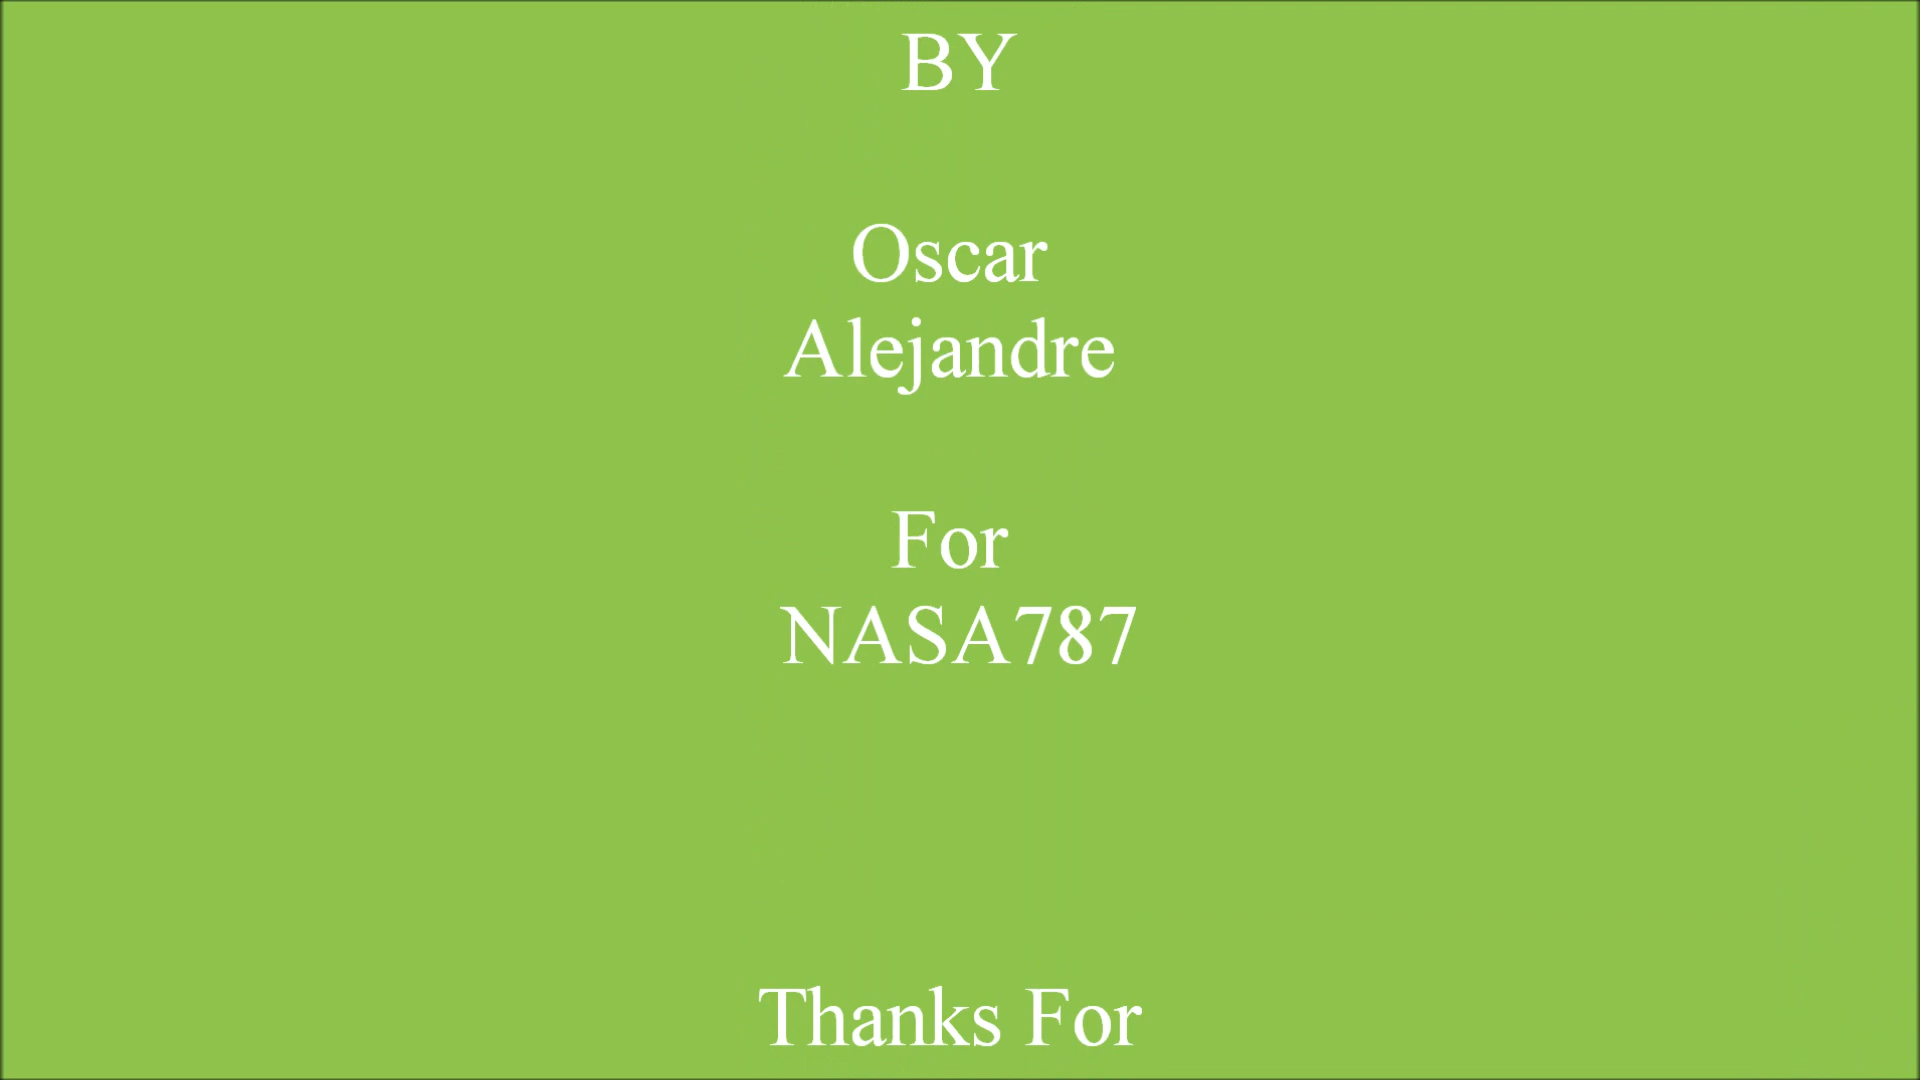 BY
Oscar
Alejandre
For
NASA787
Thanks For